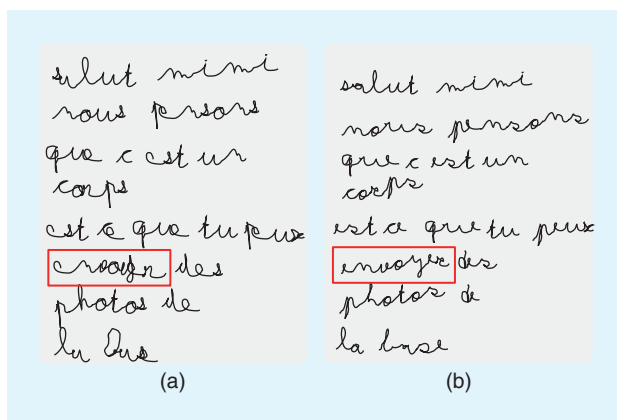 salut mimi
nous pensons
que c est un
corps
est ce que tu peux
des
photos de
la
(a)
salut mimi
nous pensons
que c est un
corps
est ce que tu peux
envoyer des
photos de
la base
(b)